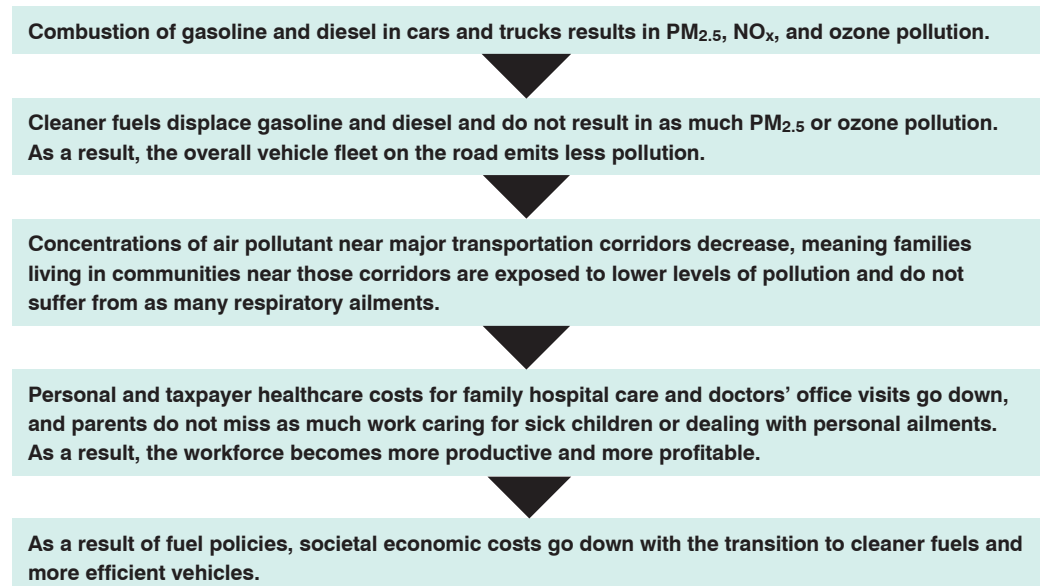 Combustion of gasoline and diesel in cars and trucks results in PM2.5, NOx, and ozone pollution.
Cleaner fuels displace gasoline and diesel and do not result in as much PM2.5 or ozone pollution.
As a result, the overall vehicle fleet on the road emits less pollution.
Concentrations of air pollutant near major transportation corridors decrease, meaning families
living in communities near those corridors are exposed to lower levels of pollution and do not
suffer from as many respiratory ailments.
Personal and taxpayer healthcare costs for family hospital care and doctors’ office visits go down,
and parents do not miss as much work caring for sick children or dealing with personal ailments.
As a result, the workforce becomes more productive and more profitable.
As a result of fuel policies, societal economic costs go down with the transition to cleaner fuels and
more efficient vehicles.